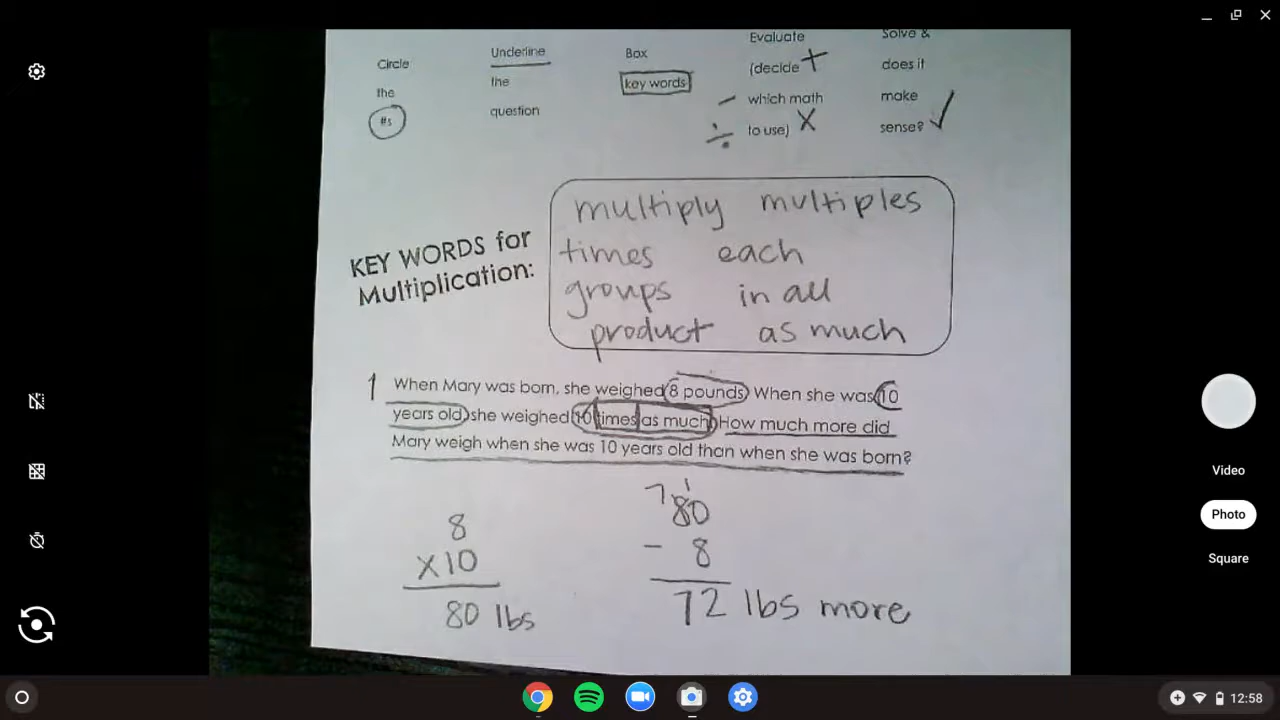 Circle
the
#s
Underline
the
question
Box
key words
Evaluate
(decide +
- which math
÷ to use) X
Solve &
does it
make
sense? ✓
KEY WORDS for
Multiplication:
multiply multiples
times each
groups in all
product as much
1 When Mary was born, she weighed 8 pounds. When she was 10
years old, she weighed 10 times as much. How much more did
Mary weigh when she was 10 years old than when she was born?
8
x10
80 lbs
7 1
80
- 8
72 lbs more
Video
Photo
Square
12:58